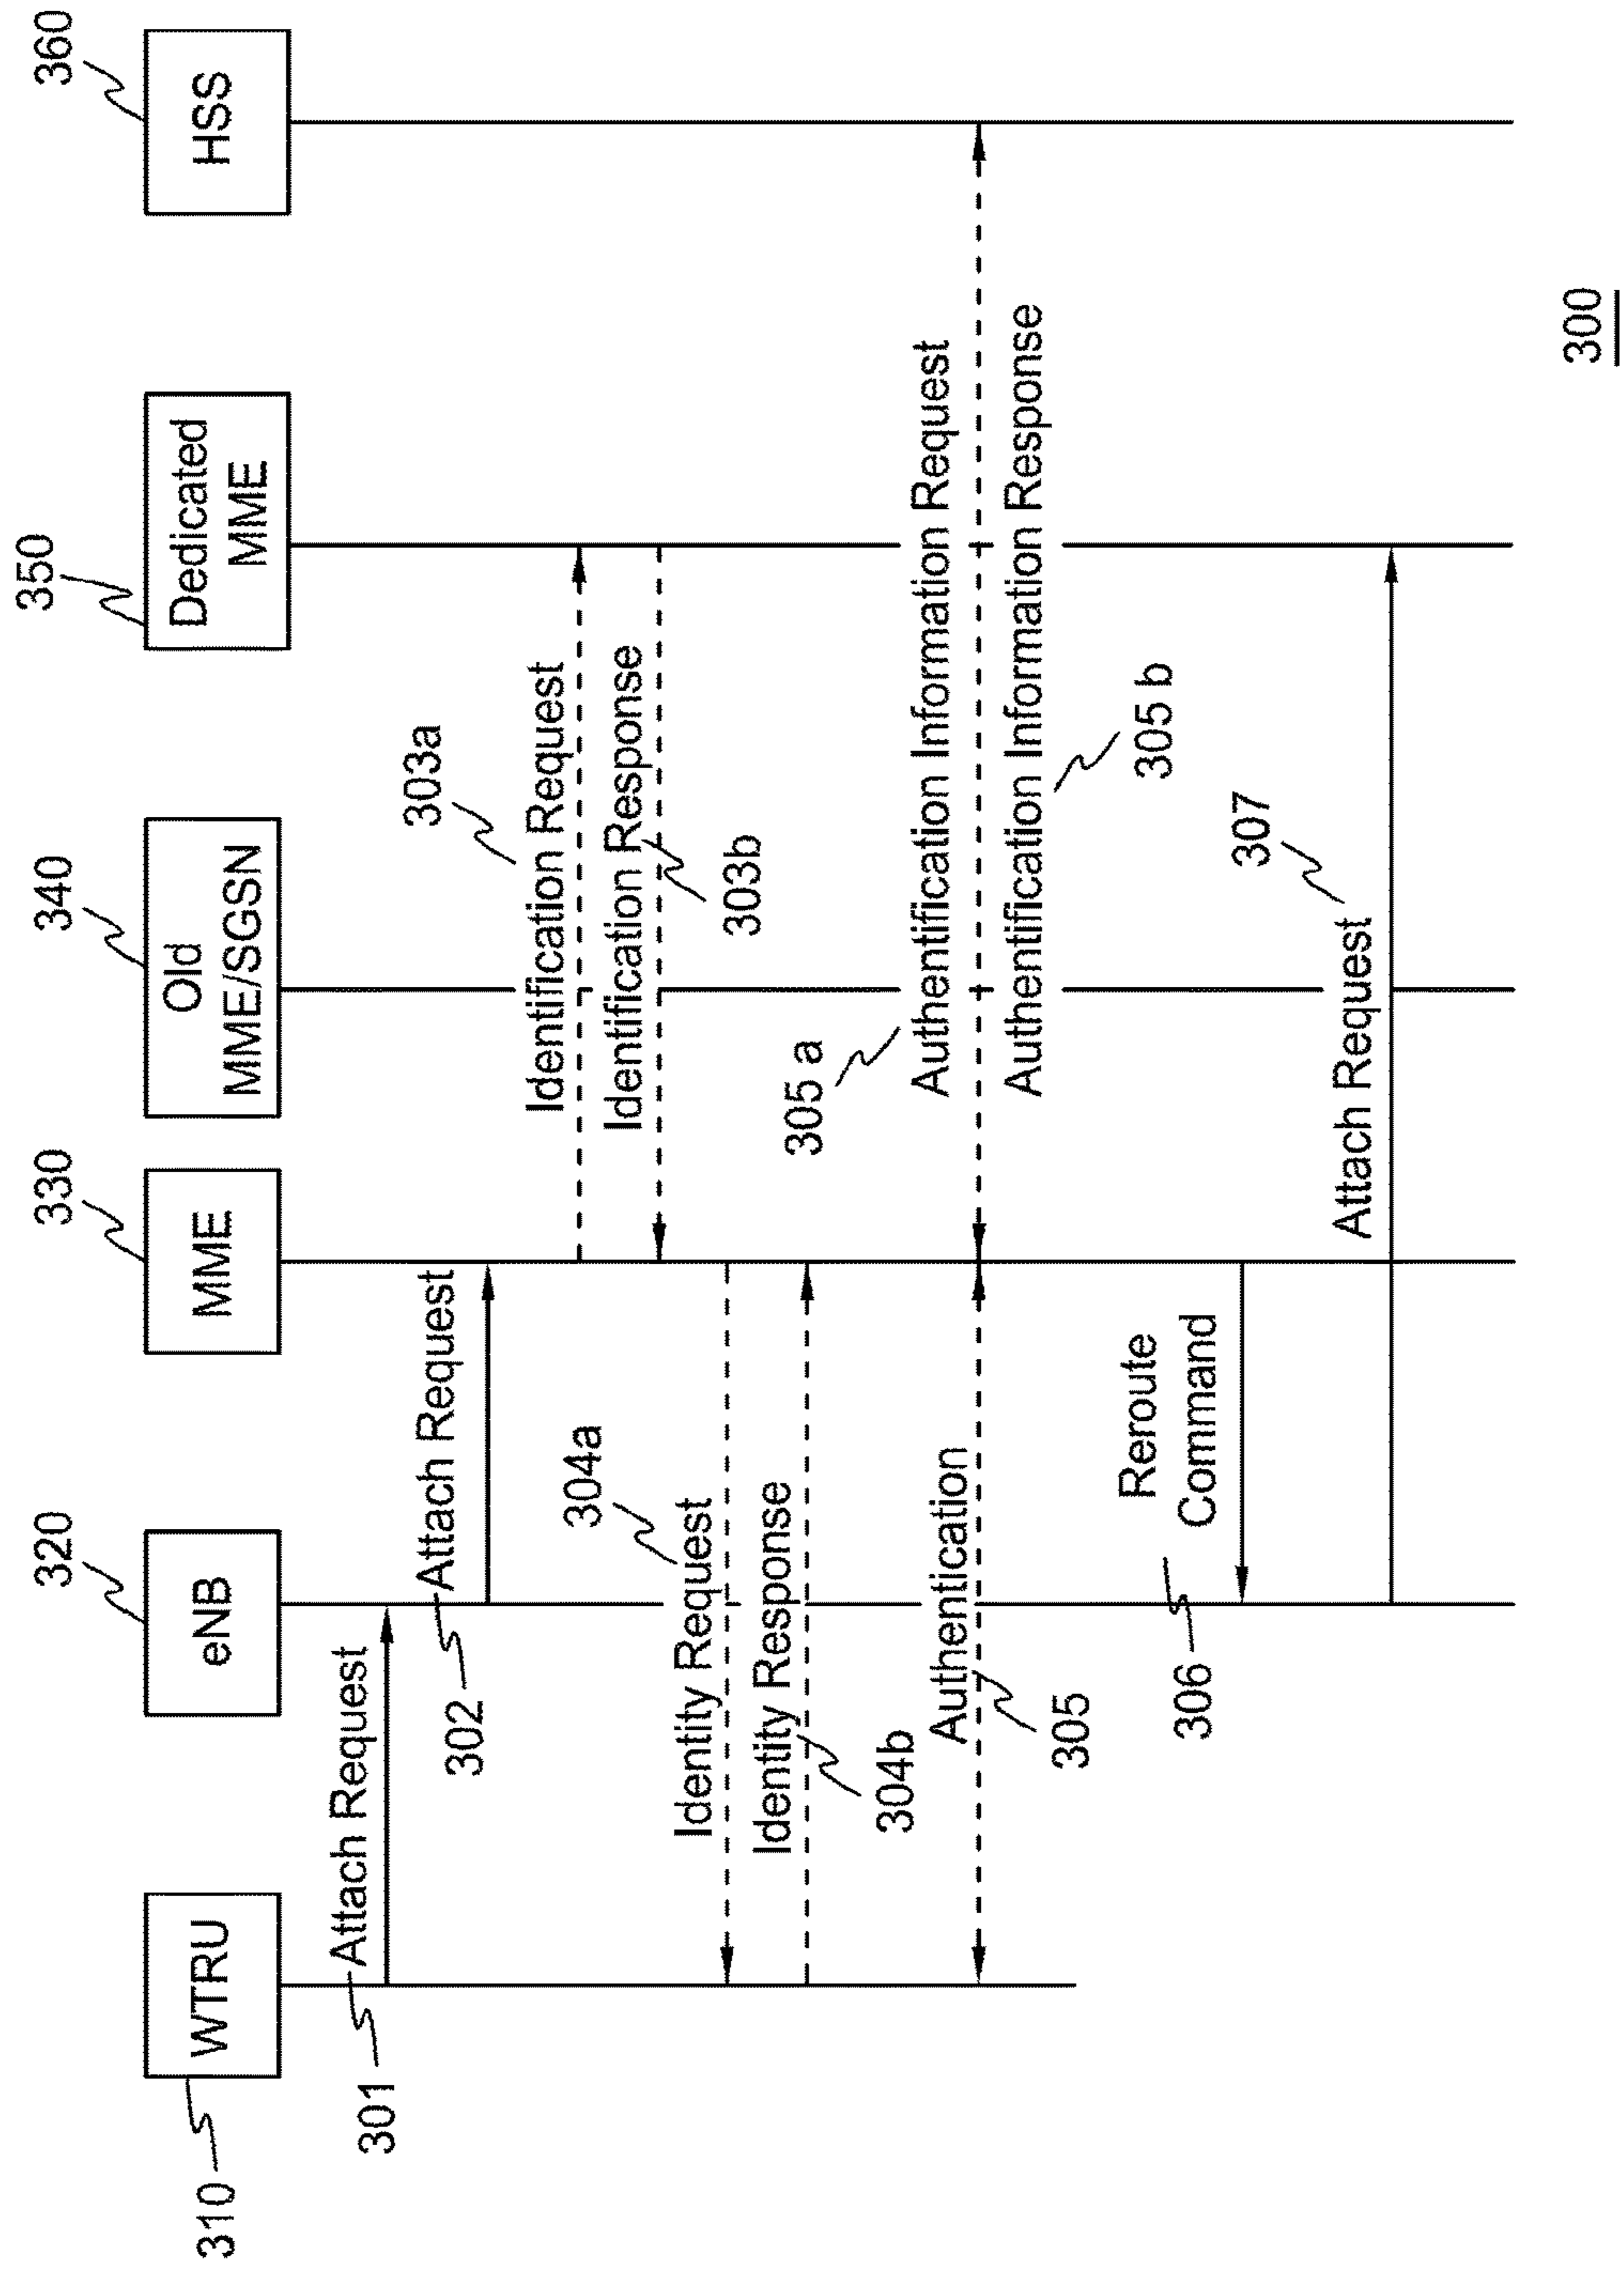 310
WTRU
320
eNB
330
MME
340
Old
MME/SGSN
350
Dedicated
MME
360
HSS
301
Attach Request
302
Attach Request
303a
Identification Request
Identification Response
303b
304a
Identity Request
Identity Response
304b
305 a
Authentification Information Request
Authentication
305
Authentification Information Response
305 b
Reroute
Command
306
307
Attach Request
300